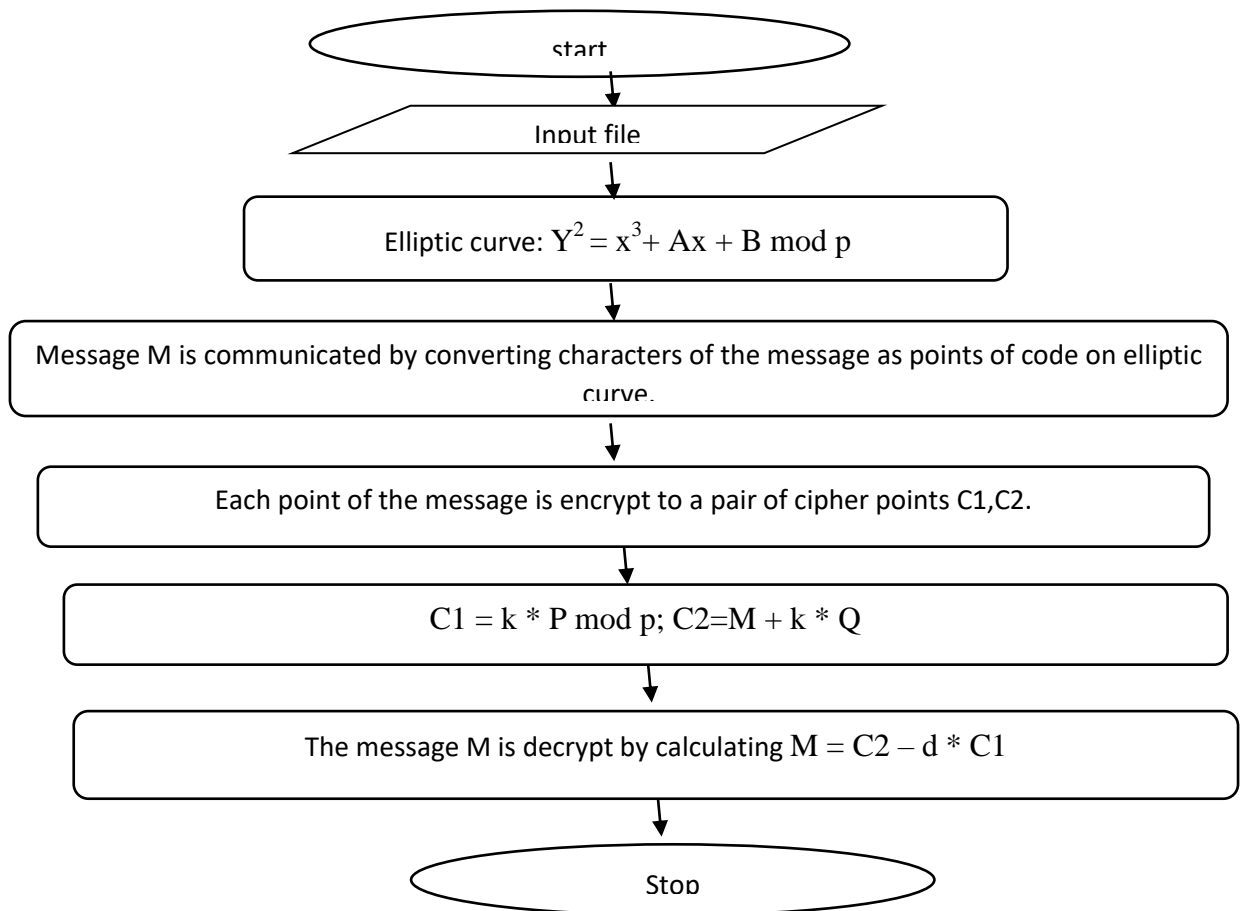 start
Input file
Elliptic curve: Y² = x³+ Ax + B mod p
Message M is communicated by converting characters of the message as points of code on elliptic
curve.
Each point of the message is encrypt to a pair of cipher points C1,C2.
C1 = k * P mod p; C2=M + k * Q
The message M is decrypt by calculating M = C2 – d * C1
Stop